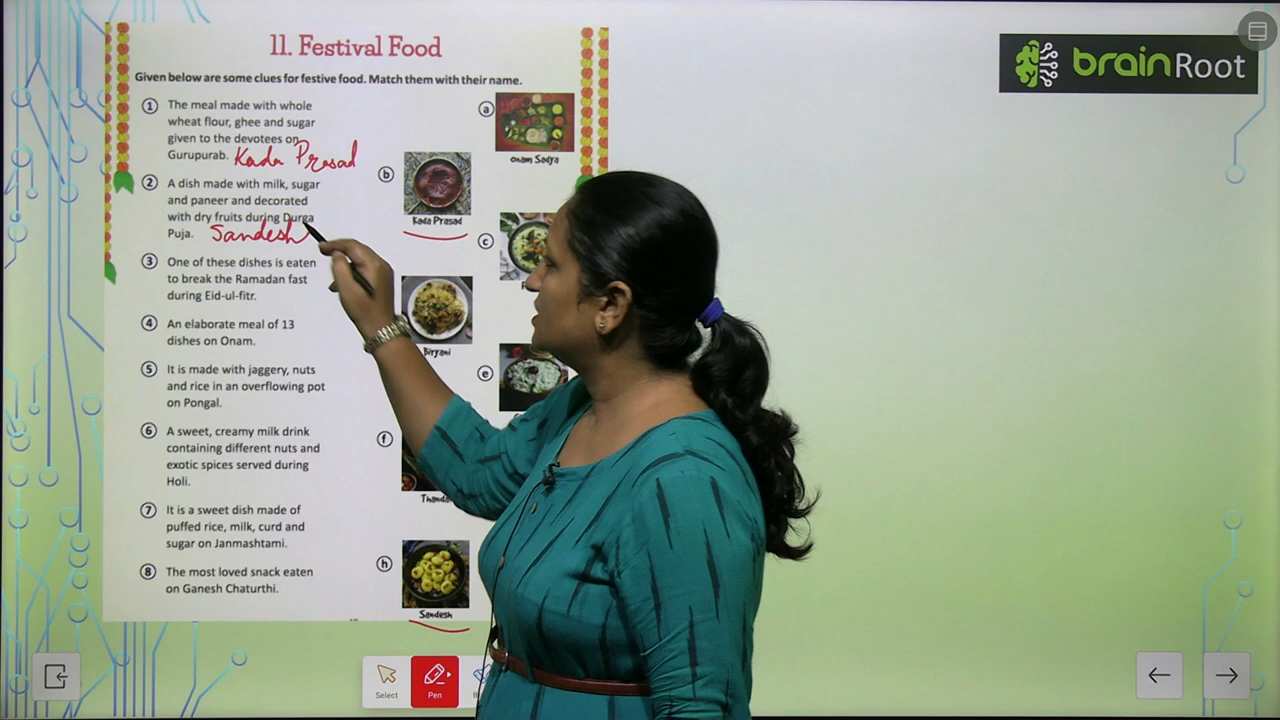 11. Festival Food
Given below are some clues for festive food. Match them with their name.
1 The meal made with whole
wheat flour, ghee and sugar
given to the devotees on
Gurupurab. Kada Prasad
2 A dish made with milk, sugar
and paneer and decorated
with dry fruits during Durga
Puja. Sandesh
3 One of these dishes is eaten
to break the Ramadan fast
during Eid-ul-fitr.
4 An elaborate meal of 13
dishes on Onam.
5 It is made with jaggery, nuts
and rice in an overflowing pot
on Pongal.
6 A sweet, creamy milk drink
containing different nuts and
exotic spices served during
Holi.
7 It is a sweet dish made of
puffed rice, milk, curd and
sugar on Janmashtami.
8 The most loved snack eaten
on Ganesh Chaturthi.
a
Onam Sadya
b
Kada Prasad
c
Biryani
e
f
h
Sandesh
brainRoot
Select
Pen